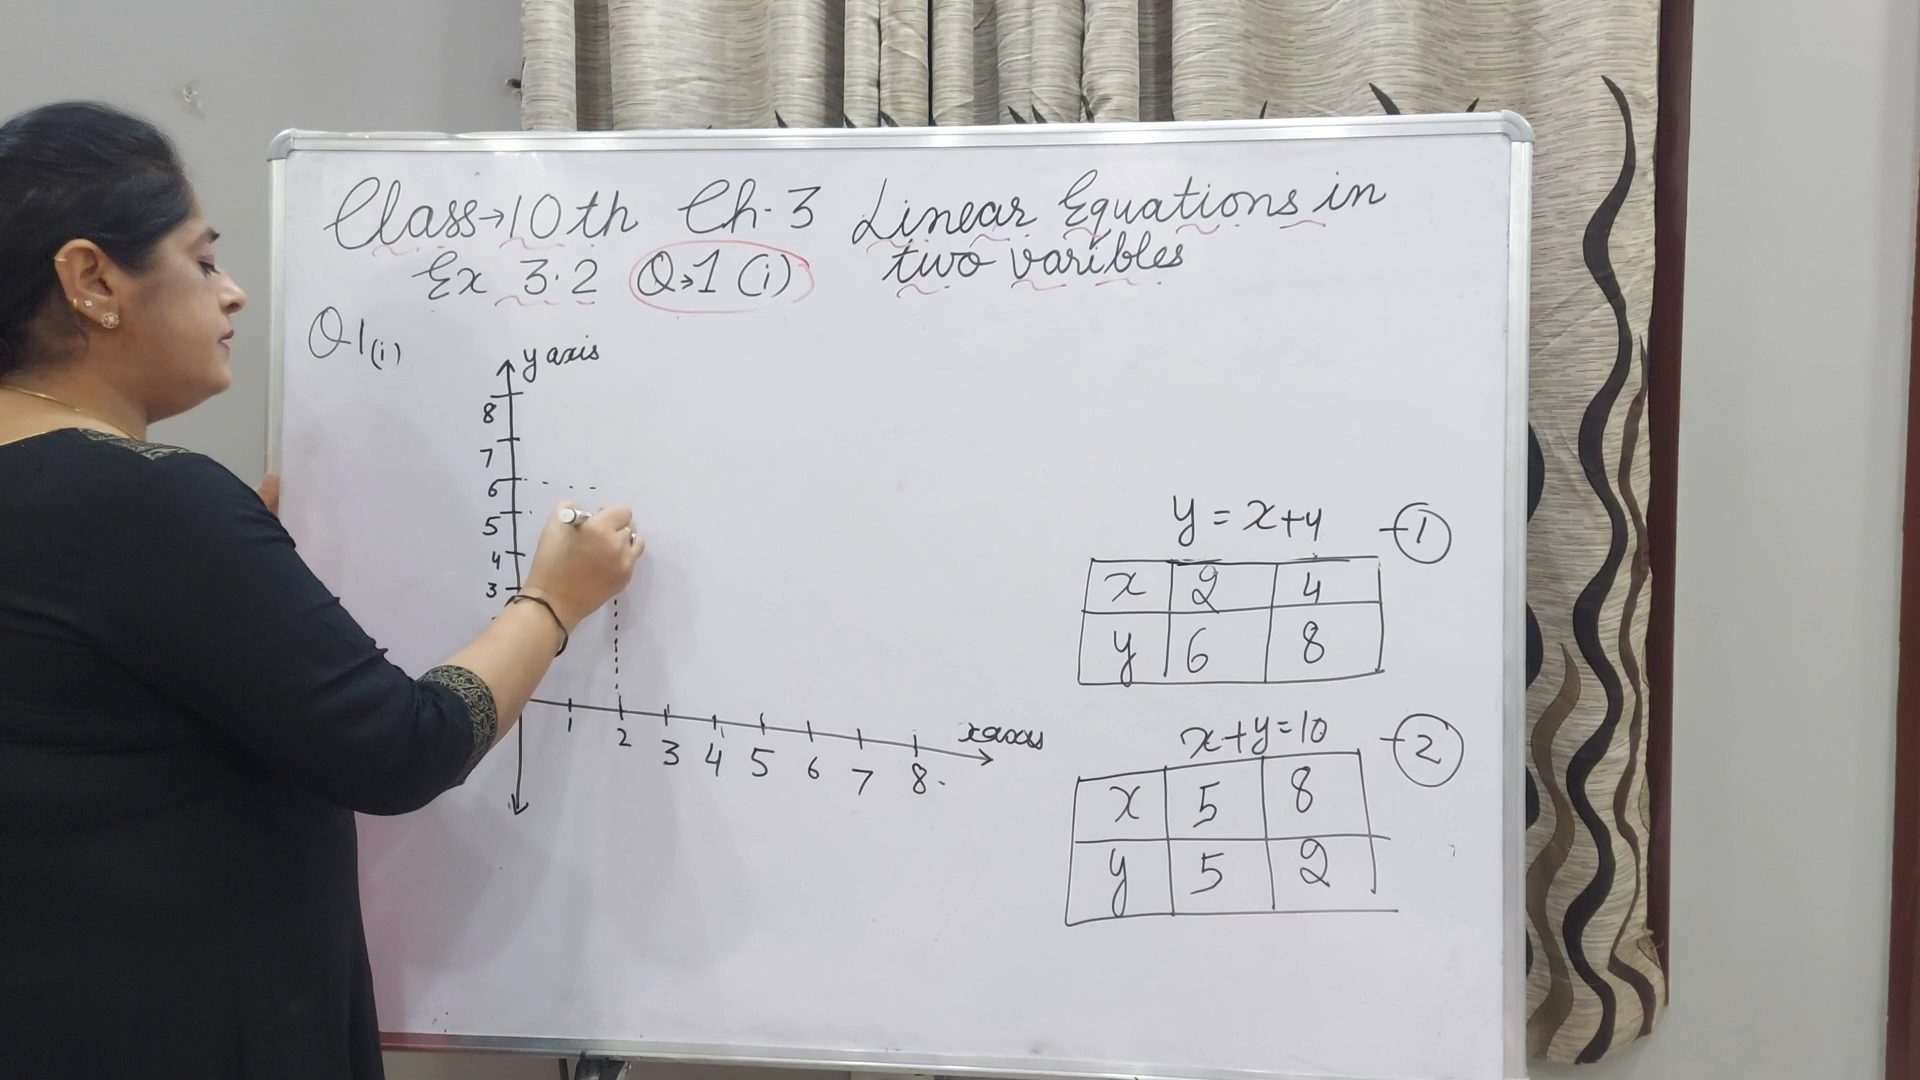 Class→10th Ch.3 Linear Equations in
two varibles
Ex 3.2 Q→1 (i)
Q1(i)
y axis
8
7
6
5
4
3
1 2 3 4 5 6 7 8
y = x+4 –①
x 2 4
y 6 8
x+y=10 –②
x 5 8
y 5 2